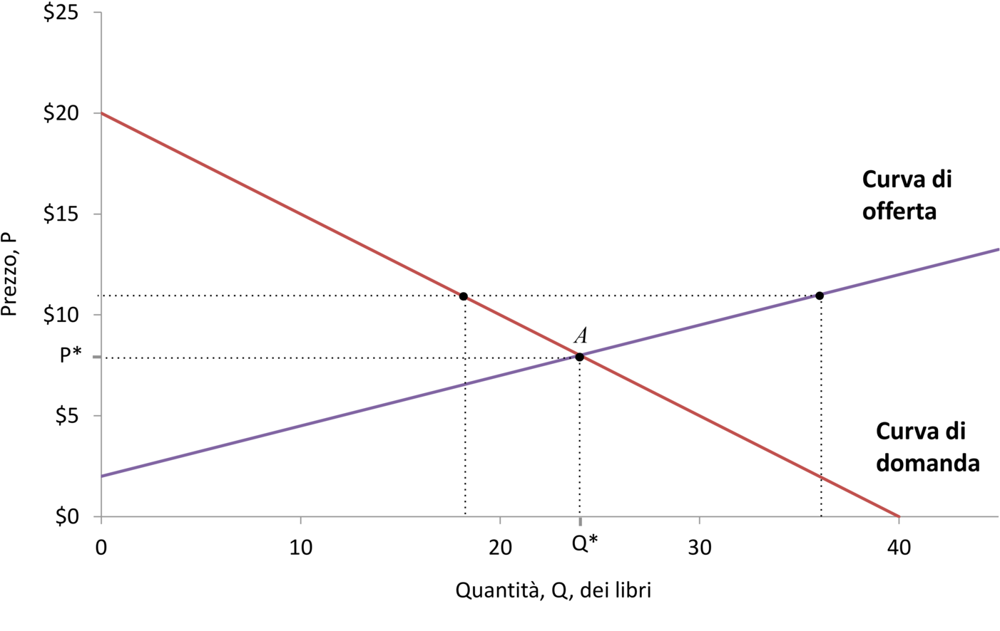 $25
$20
$15
$10
P*
$5
$0
Prezzo, P
A
Curva di
offerta
Curva di
domanda
0
10
20
Q*
30
40
Quantità, Q, dei libri